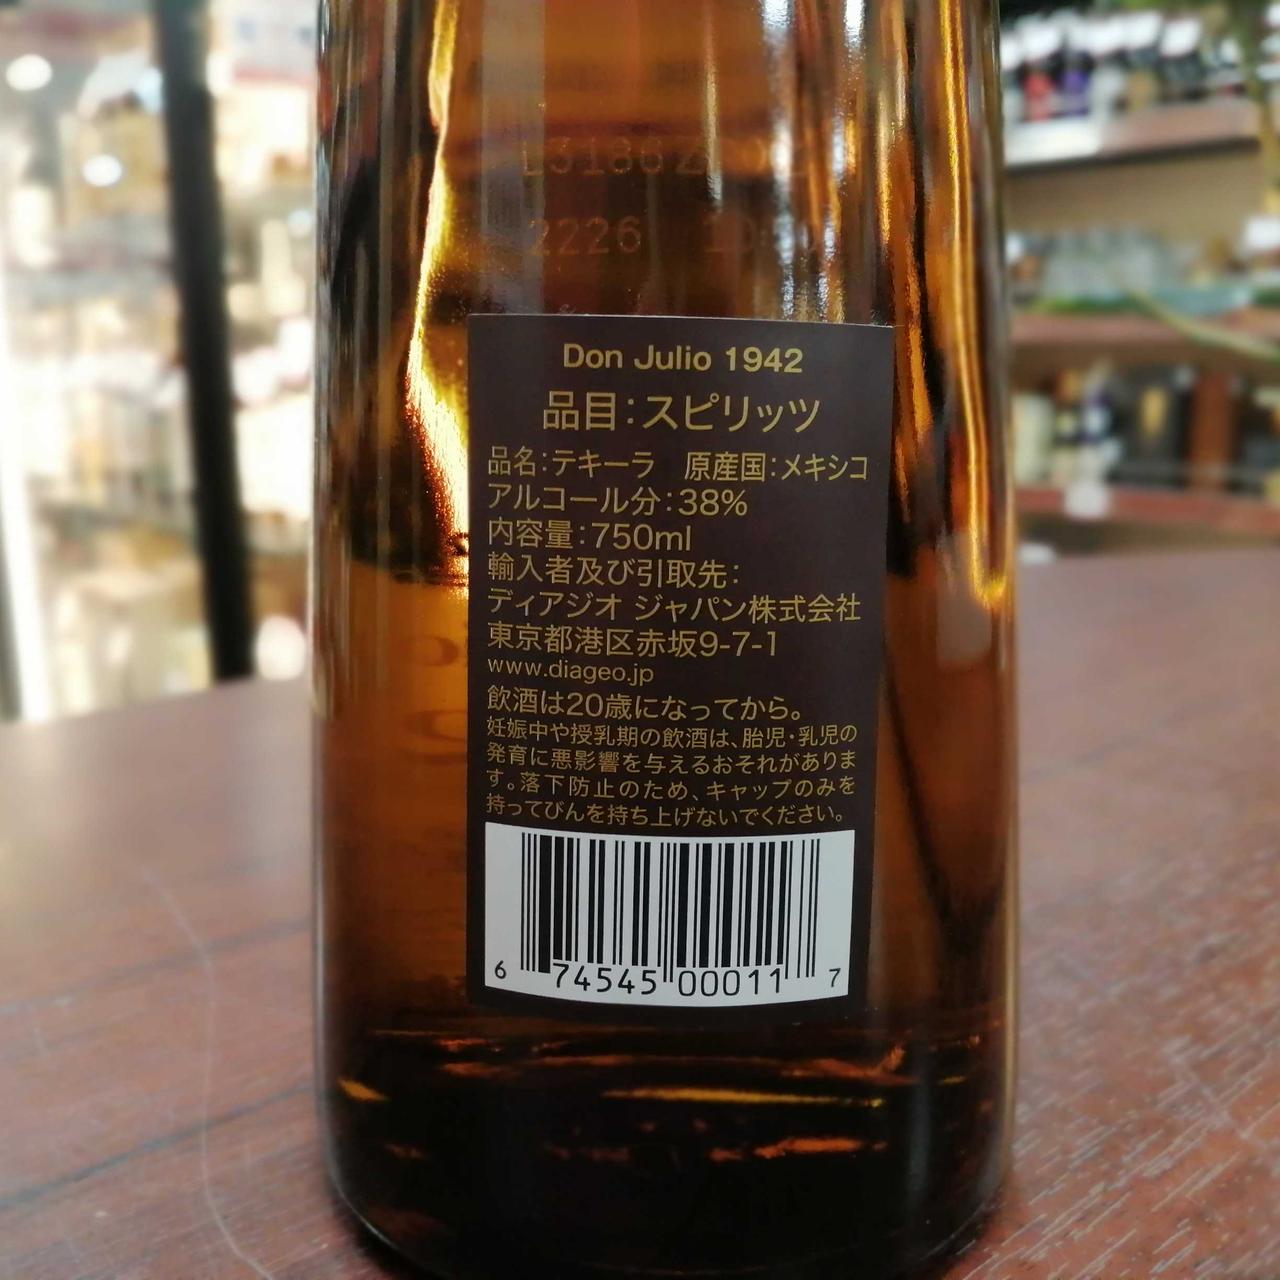 2226
Don Julio 1942
品目:スピリッツ
品名:テキーラ 原産国:メキシコ
アルコール分:38%
内容量:750ml
輸入者及び引取先:
ディアジオ ジャパン株式会社
東京都港区赤坂9-7-1
www.diageo.jp
飲酒は20歳になってから。
妊娠中や授乳期の飲酒は、胎児・乳児の
発育に悪影響を与えるおそれがありま
す。落下防止のため、キャップのみを
持ってびんを持ち上げないでください。
6 74545 00011 7